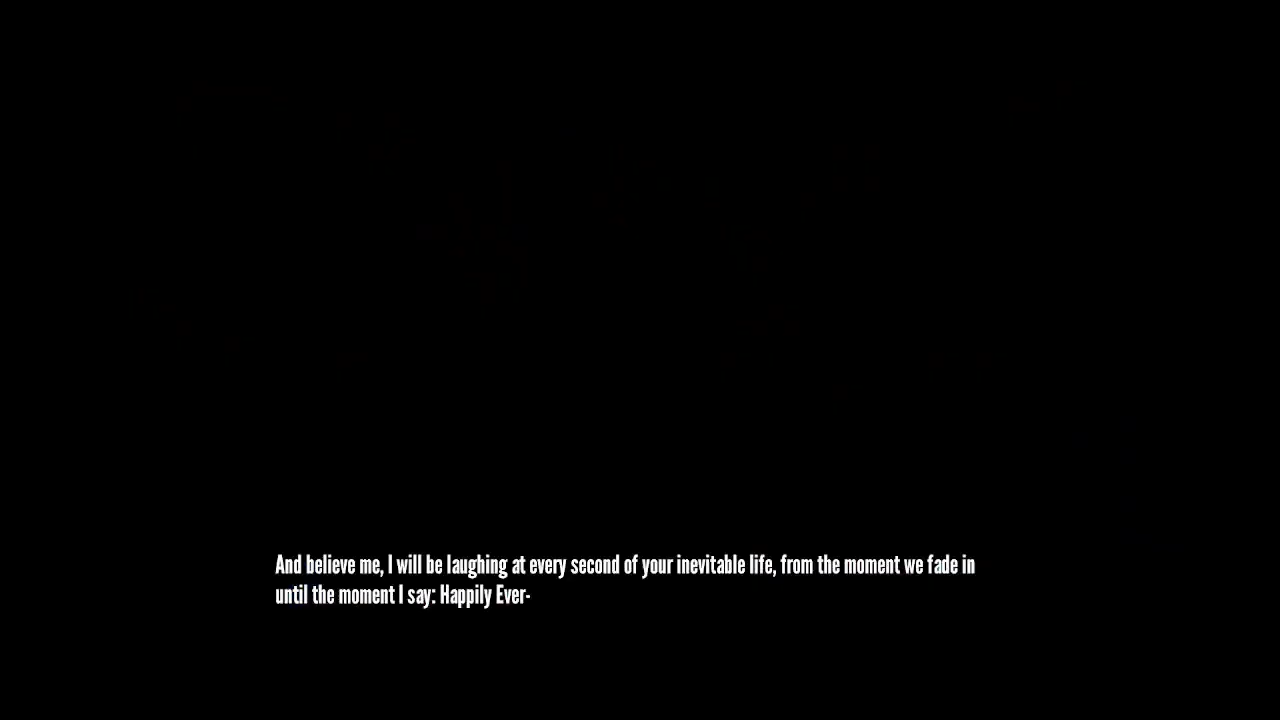 And believe me, I will be laughing at every second of your inevitable life, from the moment we fade in
until the moment I say: Happily Ever-